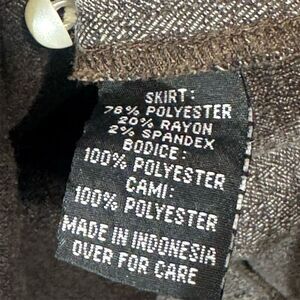 SKIRT:
78% POLYESTER
20% RAYON
2% SPANDEX
BODICE:
100% POLYESTER
CAMI:
100% POLYESTER
MADE IN INDONESIA
OVER FOR CARE